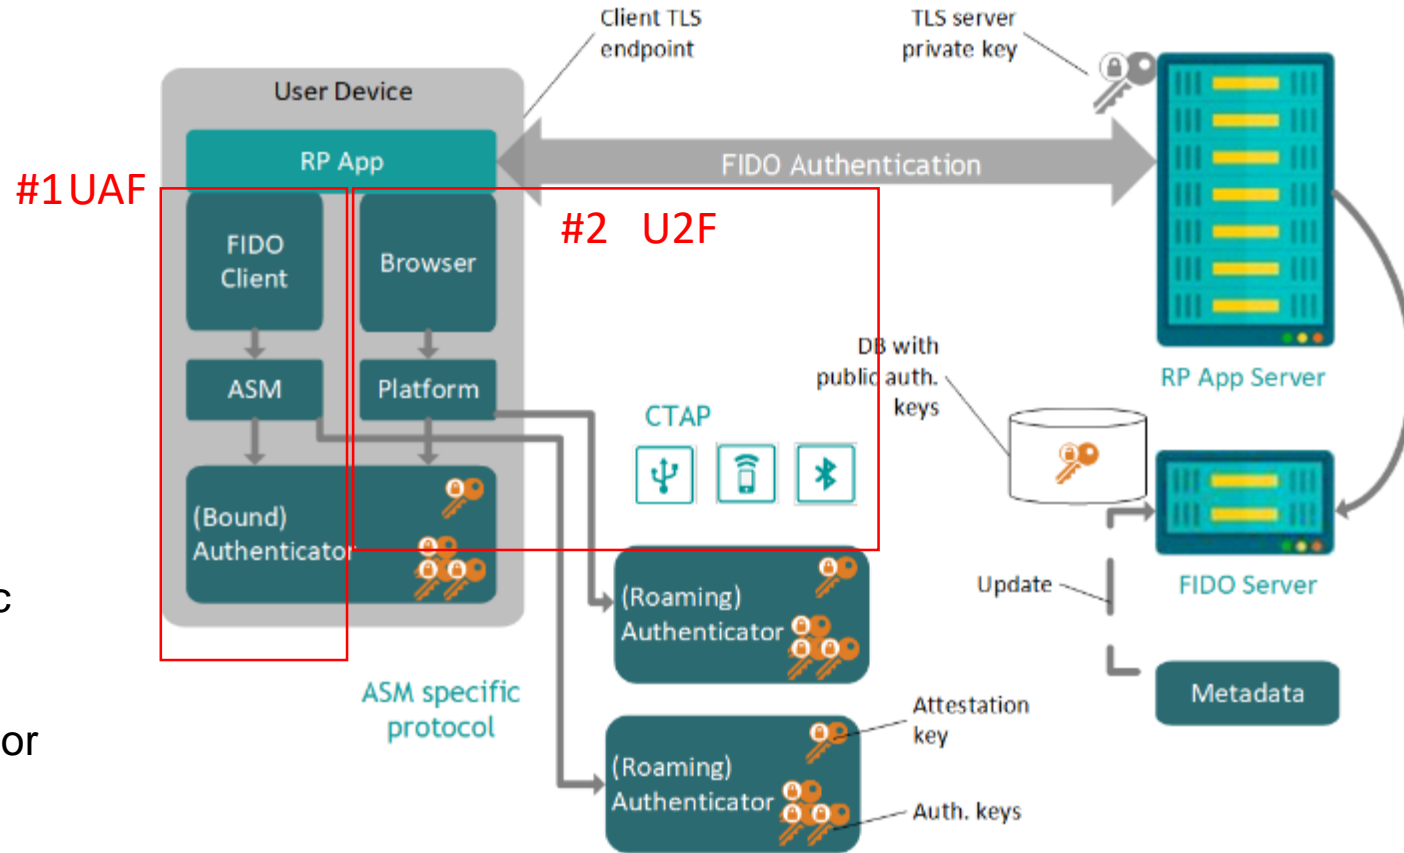 Client TLS
endpoint
TLS server
private key
User Device
RP App
FIDO Authentication
#1 UAF
#2 U2F
FIDO
Client
Browser
ASM
Platform
CTAP
DB with
public auth.
keys
RP App Server
(Bound)
Authenticator
c
(Roaming)
Authenticator
Update
FIDO Server
ASM specific
protocol
Metadata
or
Attestation
key
(Roaming)
Authenticator
Auth. keys